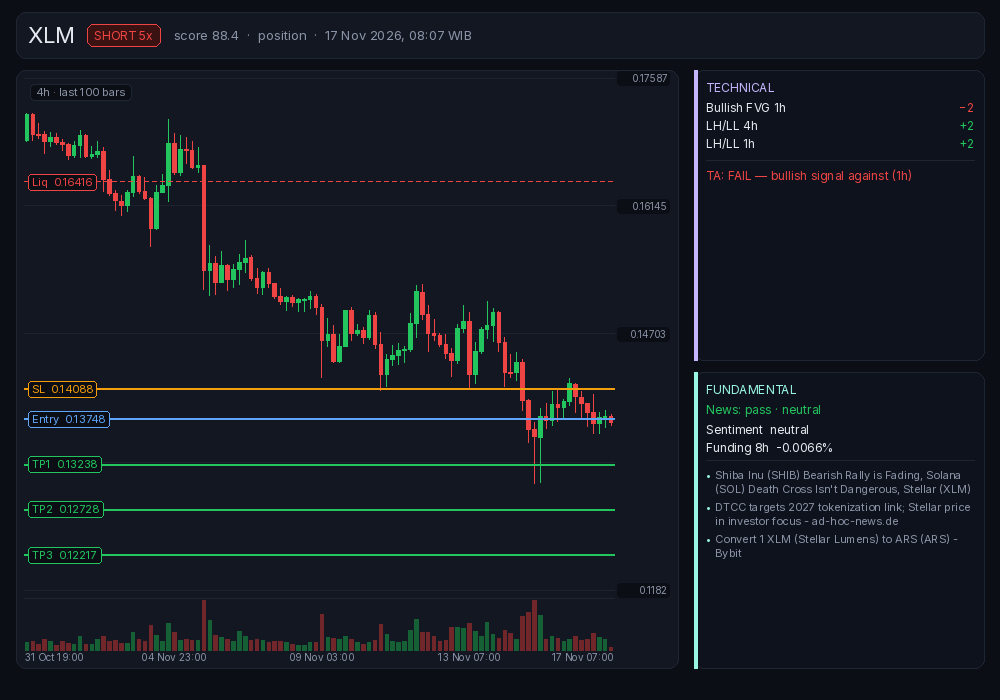 XLM SHORT 5x score 88.4 · position · 17 Nov 2026, 08:07 WIB
4h · last 100 bars
0.17587
Liq 0.16416
0.16145
0.14703
SL 0.14088
Entry 0.13748
TP1 0.13238
TP2 0.12728
TP3 0.12217
0.1182
31 Oct 19:00 04 Nov 23:00 09 Nov 03:00 13 Nov 07:00 17 Nov 07:00
TECHNICAL
Bullish FVG 1h −2
LH/LL 4h +2
LH/LL 1h +2
TA: FAIL — bullish signal against (1h)
FUNDAMENTAL
News: pass · neutral
Sentiment neutral
Funding 8h -0.0066%
• Shiba Inu (SHIB) Bearish Rally is Fading, Solana
(SOL) Death Cross Isn't Dangerous, Stellar (XLM)
• DTCC targets 2027 tokenization link; Stellar price
in investor focus - ad-hoc-news.de
• Convert 1 XLM (Stellar Lumens) to ARS (ARS) -
Bybit